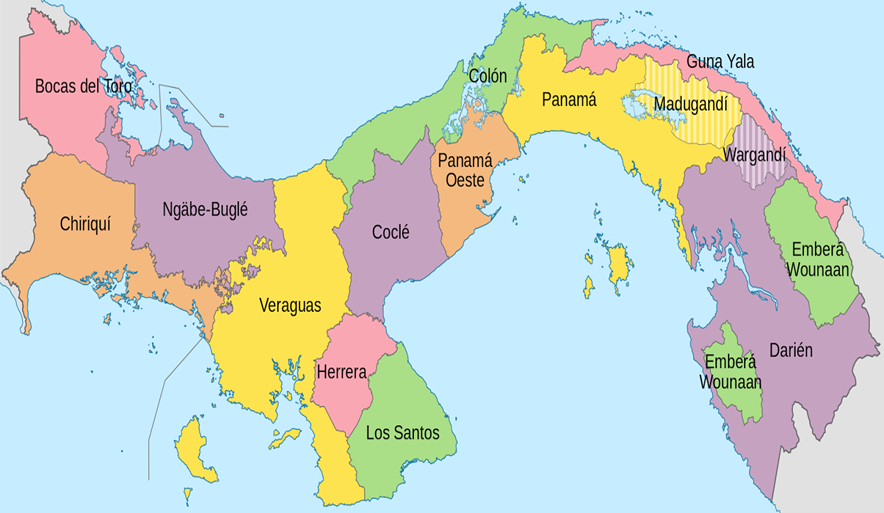 Bocas del Toro
Colón
Guna Yala
Panamá
Madugandí
Wargandí
Panamá
Oeste
Chiriquí
Ngäbe-Buglé
Coclé
Emberá
Wounaan
Veraguas
Herrera
Darién
Emberá
Wounaan
Los Santos